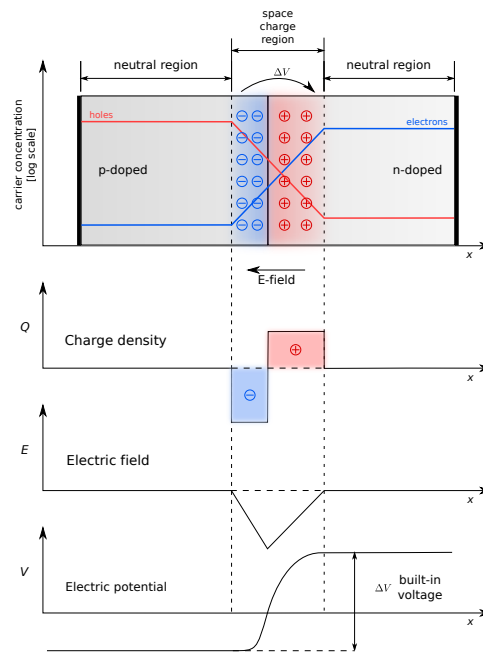 space
charge
region
neutral region
neutral region
ΔV
carrier concentration
[log scale]
holes
electrons
p-doped
n-doped
x
E-field
Q
Charge density
x
E
Electric field
x
V
Electric potential
ΔV
built-in
voltage
x